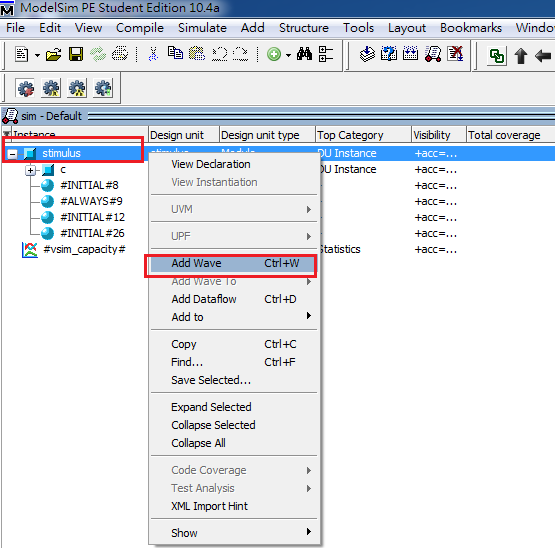 ModelSim PE Student Edition 10.4a
File Edit View Compile Simulate Add Structure Tools Layout Bookmarks Window
sim - Default
Instance Design unit Design unit type Top Category Visibility Total coverage
stimulus stimulus Module DU Instance +acc=...
c DU Instance +acc=...
#INITIAL#8 +acc=...
#ALWAYS#9 +acc=...
#INITIAL#12 +acc=...
#INITIAL#26 +acc=...
#vsim_capacity# Statistics +acc=...
View Declaration
View Instantiation
UVM
UPF
Add Wave Ctrl+W
Add Wave To
Add Dataflow Ctrl+D
Add to
Copy Ctrl+C
Find... Ctrl+F
Save Selected...
Expand Selected
Collapse Selected
Collapse All
Code Coverage
Test Analysis
XML Import Hint
Show